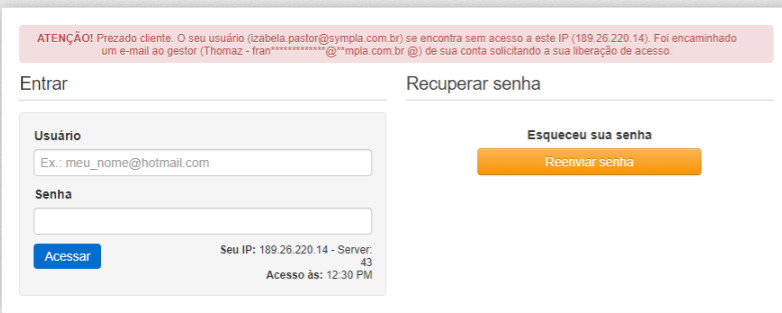 ATENÇÃO! Prezado cliente. O seu usuário (izabela.pastor@sympla.com.br) se encontra sem acesso a este IP (189.26.220.14). Foi encaminhado
um e-mail ao gestor (Thomaz - fran*************@**mpla.com.br @) de sua conta solicitando a sua liberação de acesso.
Entrar
Recuperar senha
Usuário
Ex.: meu_nome@hotmail.com
Senha
Acessar
Seu IP: 189.26.220.14 - Server:
43
Acesso às: 12:30 PM
Esqueceu sua senha
Reenviar senha